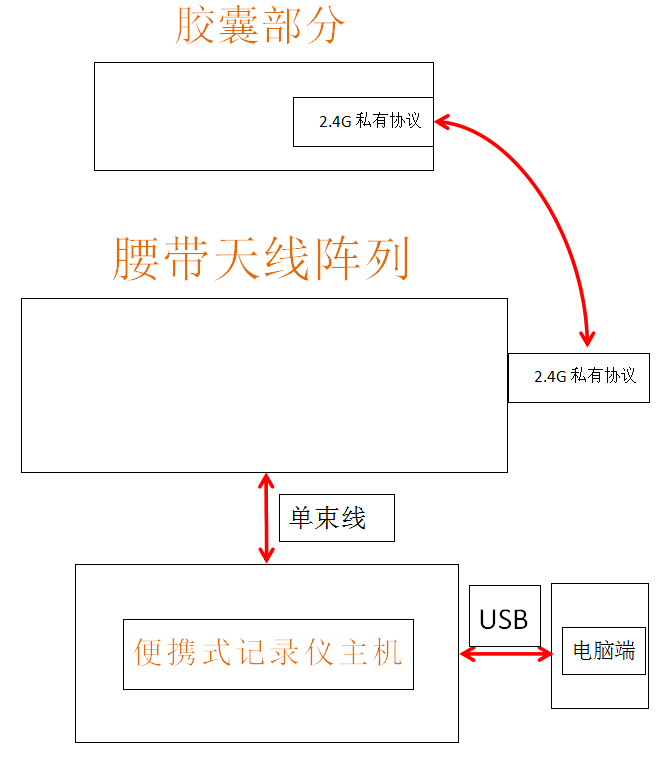 胶囊部分
2.4G 私有协议
腰带天线阵列
2.4G 私有协议
单束线
便携式记录仪主机
USB
电脑端